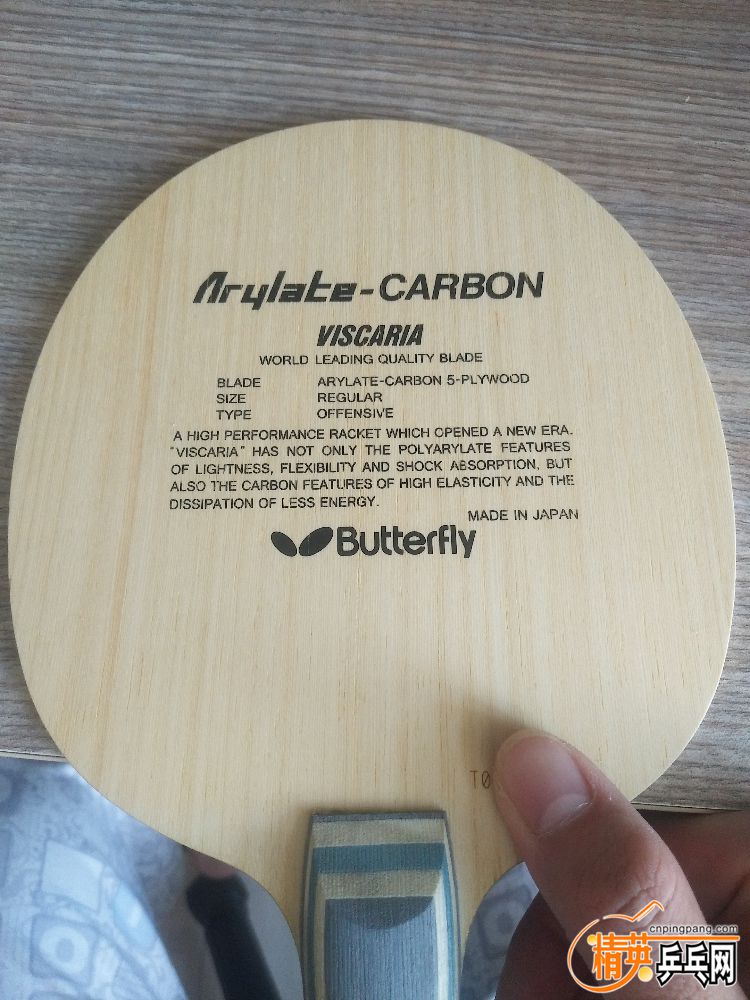 Arylate-CARBON
VISCARIA
WORLD LEADING QUALITY BLADE
BLADE ARYLATE-CARBON 5-PLYWOOD
SIZE REGULAR
TYPE OFFENSIVE
A HIGH PERFORMANCE RACKET WHICH OPENED A NEW ERA.
"VISCARIA" HAS NOT ONLY THE POLYARYLATE FEATURES
OF LIGHTNESS, FLEXIBILITY AND SHOCK ABSORPTION, BUT
ALSO THE CARBON FEATURES OF HIGH ELASTICITY AND THE
DISSIPATION OF LESS ENERGY.
MADE IN JAPAN
Butterfly
T0
cnpingpang.com
精英乒乓网